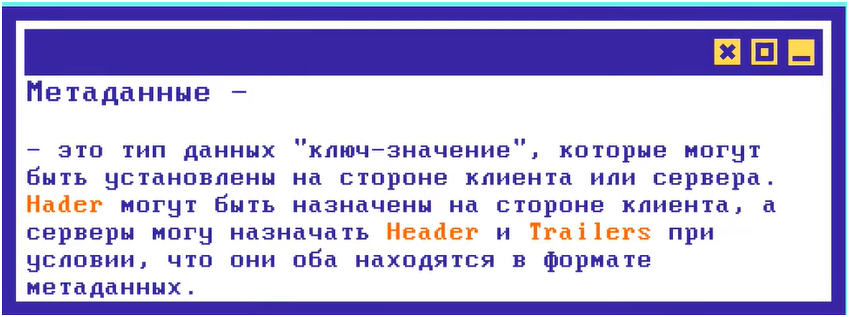 Метаданные -
- это тип данных "ключ-значение", которые могут
быть установлены на стороне клиента или сервера.
Hader могут быть назначены на стороне клиента, а
серверы могу назначать Header и Trailers при
условии, что они оба находятся в формате
метаданных.